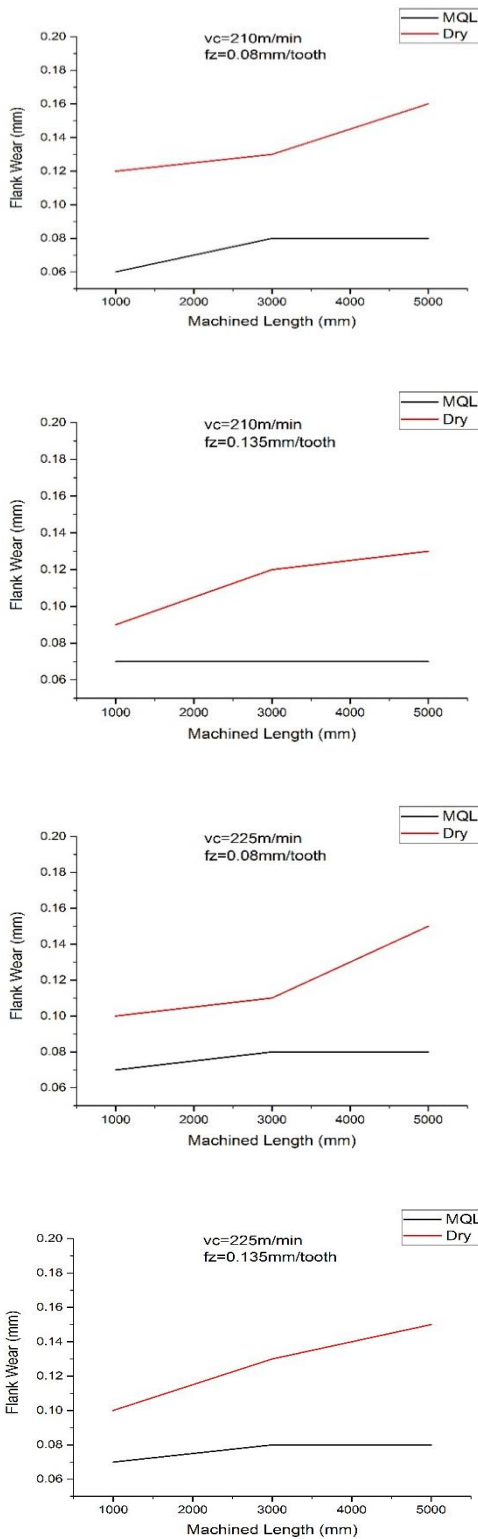 MQL
Dry
vc=210m/min
fz=0.08mm/tooth
Flank Wear (mm)
0.20
0.18
0.16
0.14
0.12
0.10
0.08
0.06
1000 2000 3000 4000 5000
Machined Length (mm)
MQL
Dry
vc=210m/min
fz=0.135mm/tooth
Flank Wear (mm)
0.20
0.18
0.16
0.14
0.12
0.10
0.08
0.06
1000 2000 3000 4000 5000
Machined Length (mm)
MQL
Dry
vc=225m/min
fz=0.08mm/tooth
Flank Wear (mm)
0.20
0.18
0.16
0.14
0.12
0.10
0.08
0.06
1000 2000 3000 4000 5000
Machined Length (mm)
MQL
Dry
vc=225m/min
fz=0.135mm/tooth
Flank Wear (mm)
0.20
0.18
0.16
0.14
0.12
0.10
0.08
0.06
1000 2000 3000 4000 5000
Machined Length (mm)